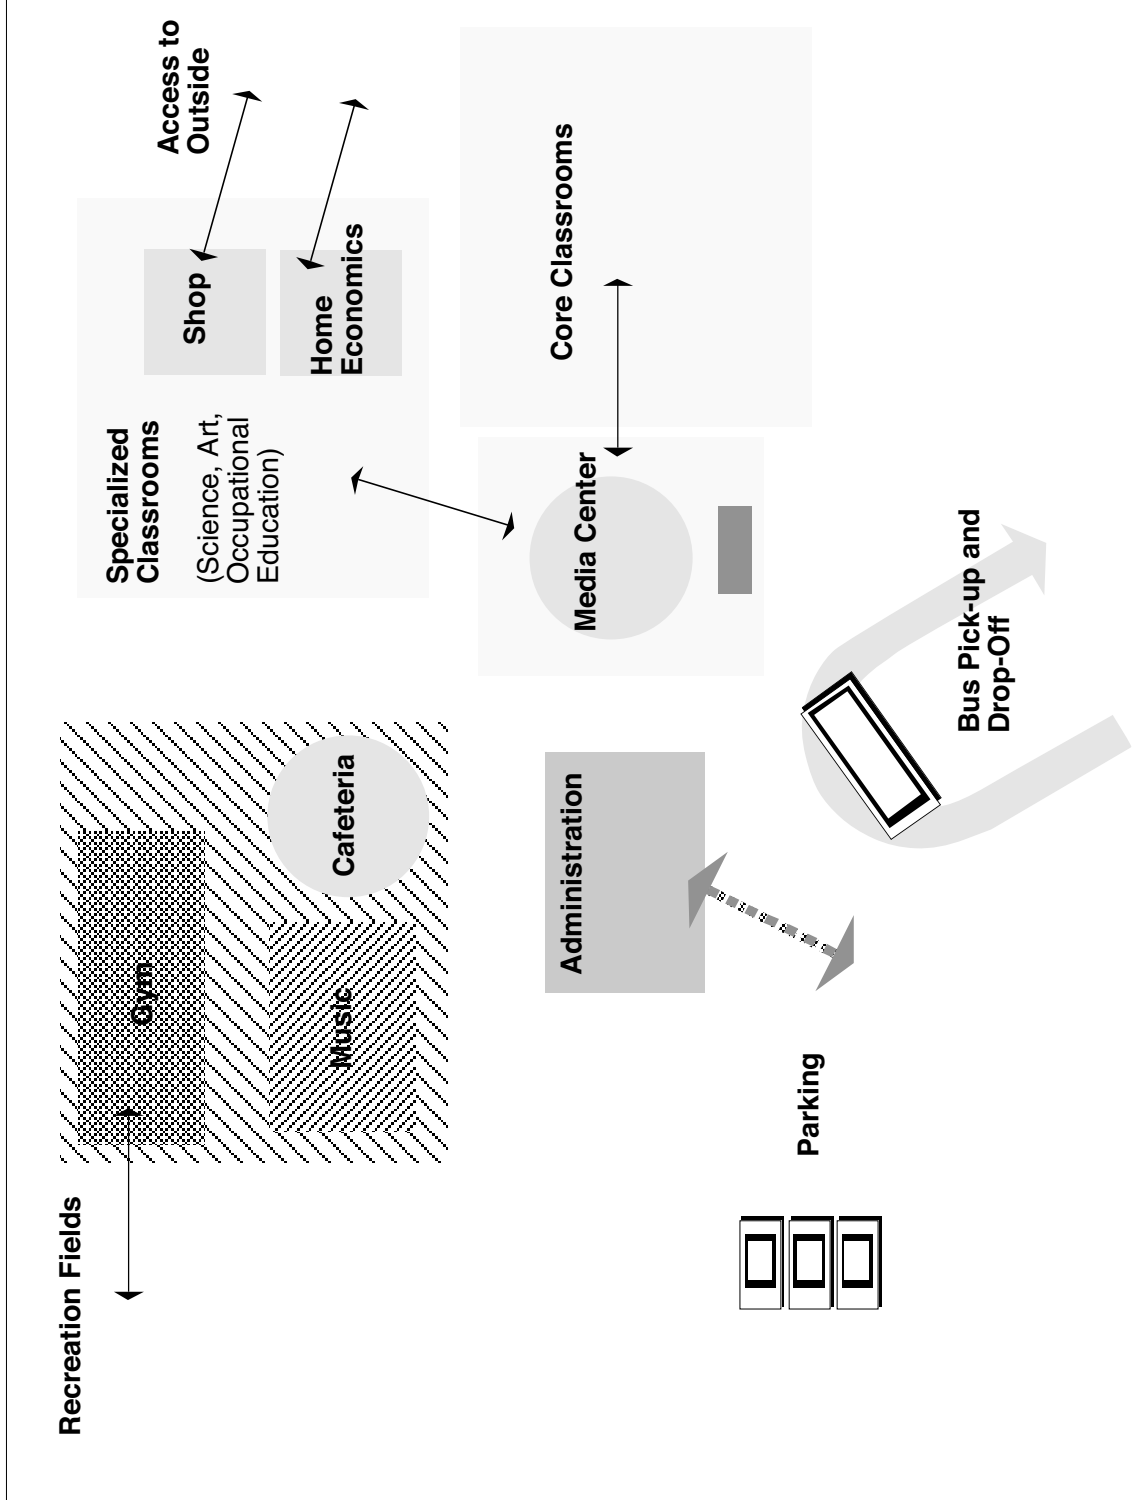 Recreation Fields
Gym
Music
Cafeteria
Specialized
Classrooms
(Science, Art,
Occupational
Education)
Shop
Home
Economics
Access to
Outside
Administration
Media Center
Core Classrooms
Parking
Bus Pick-up and
Drop-Off